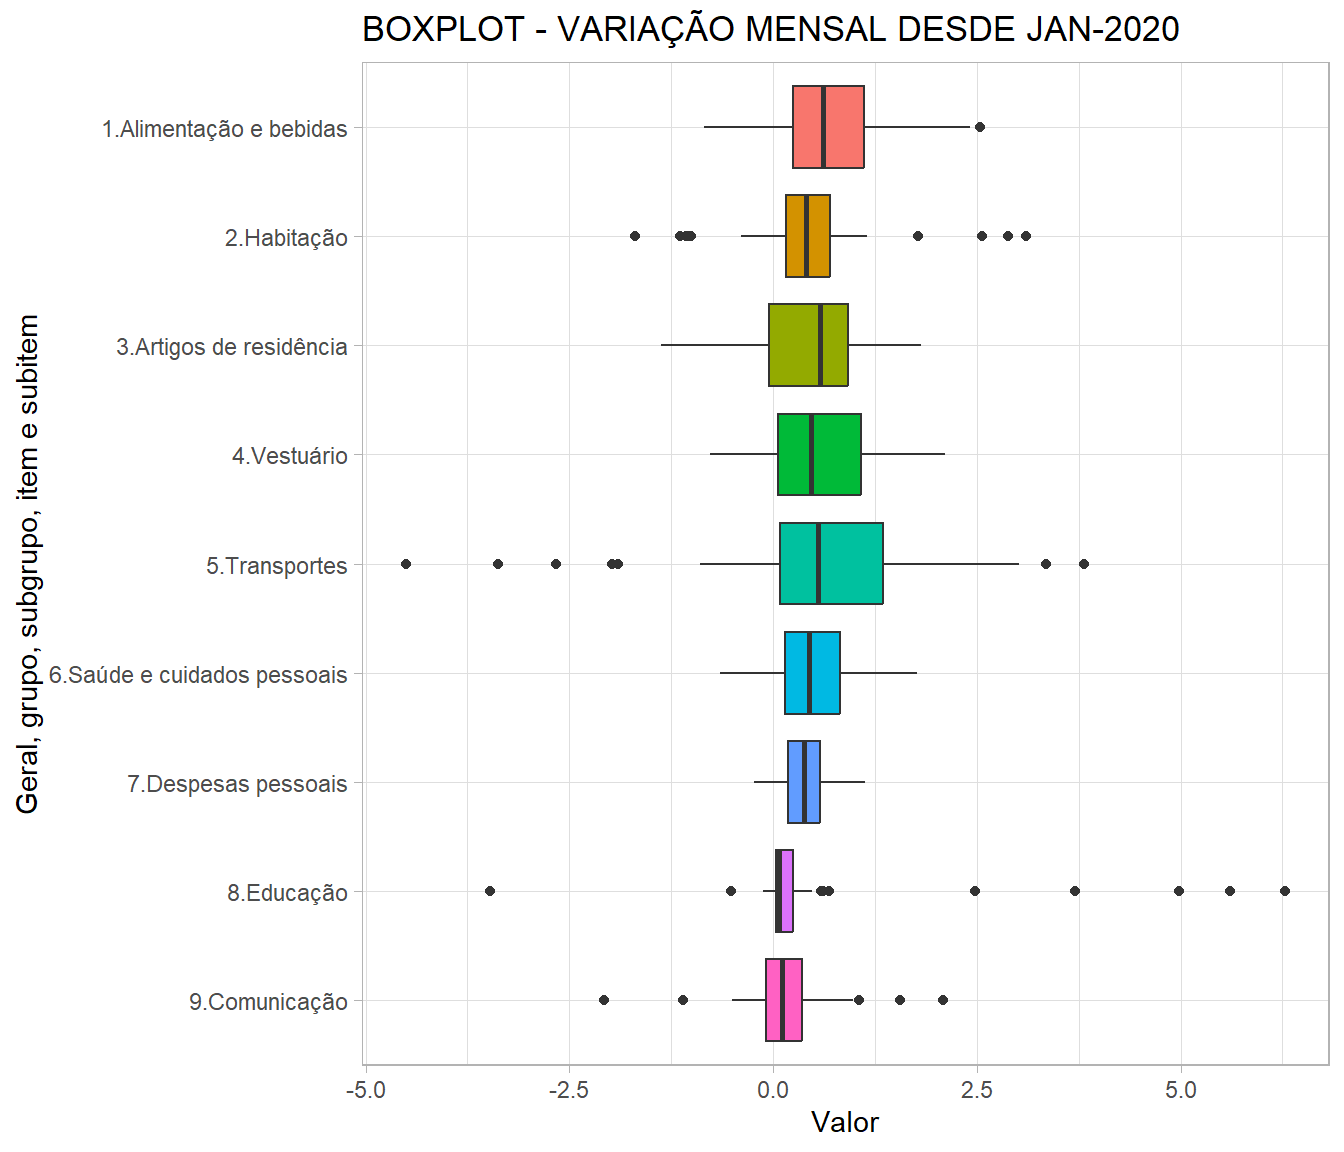 BOXPLOT - VARIAÇÃO MENSAL DESDE JAN-2020
Geral, grupo, subgrupo, item e subitem
1.Alimentação e bebidas
2.Habitação
3.Artigos de residência
4.Vestuário
5.Transportes
6.Saúde e cuidados pessoais
7.Despesas pessoais
8.Educação
9.Comunicação
-5.0 -2.5 0.0 2.5 5.0
Valor